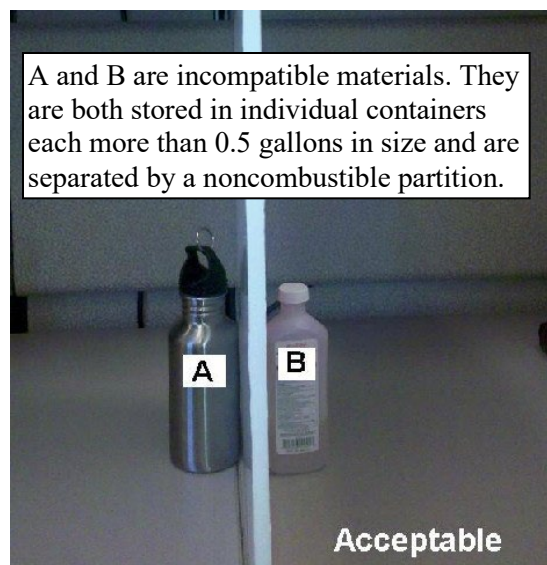 A and B are incompatible materials. They
are both stored in individual containers
each more than 0.5 gallons in size and are
separated by a noncombustible partition.
A
B
Acceptable